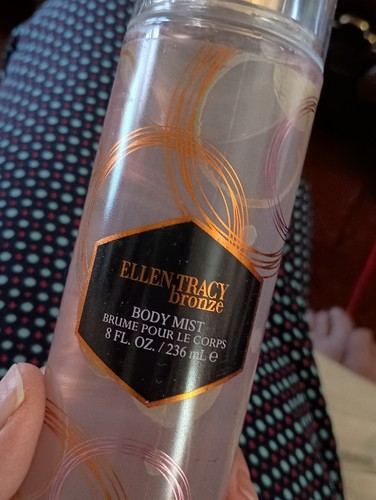 ELLEN TRACY
bronze
BODY MIST
BRUME POUR LE CORPS
8 FL. OZ. / 236 mL ℮